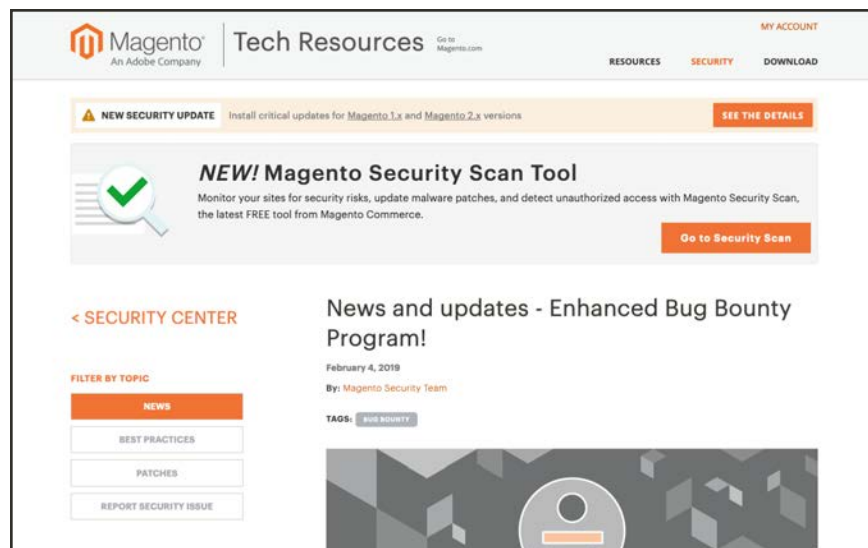 Magento®
An Adobe Company
Tech Resources
Go to
Magento.com
MY ACCOUNT
RESOURCES SECURITY DOWNLOAD
NEW SECURITY UPDATE Install critical updates for Magento 1.x and Magento 2.x versions SEE THE DETAILS
NEW! Magento Security Scan Tool
Monitor your sites for security risks, update malware patches, and detect unauthorized access with Magento Security Scan,
the latest FREE tool from Magento Commerce.
Go to Security Scan
< SECURITY CENTER
FILTER BY TOPIC
NEWS
BEST PRACTICES
PATCHES
REPORT SECURITY ISSUE
News and updates - Enhanced Bug Bounty
Program!
February 4, 2019
By: Magento Security Team
TAGS: BUG BOUNTY